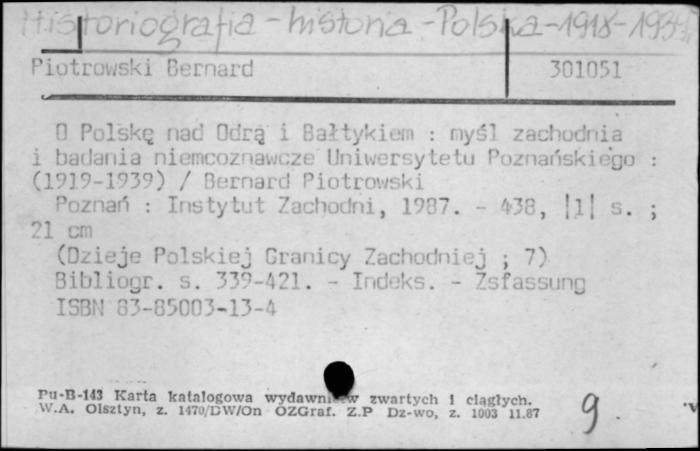 Historiografia - historia - Polska - 1918-1939
Piotrowski Bernard 301051
O Polskę nad Odrą i Bałtykiem : myśl zachodnia
i badania niemcoznawcze Uniwersytetu Poznańskiego :
(1919-1939) / Bernard Piotrowski
Poznań : Instytut Zachodni, 1987. - 438, |1| s. ;
21 cm
(Dzieje Polskiej Granicy Zachodniej ; 7)
Bibliogr. s. 339-421. - Indeks. - Zsfassung
ISBN 83-85003-13-4
Pu-B-143 Karta katalogowa wydawnictw zwartych i ciągłych.
W.A. Olsztyn, z. 1470/DW/On OZGraf. Z.P Dz-wo, z. 1003 11.87
9.